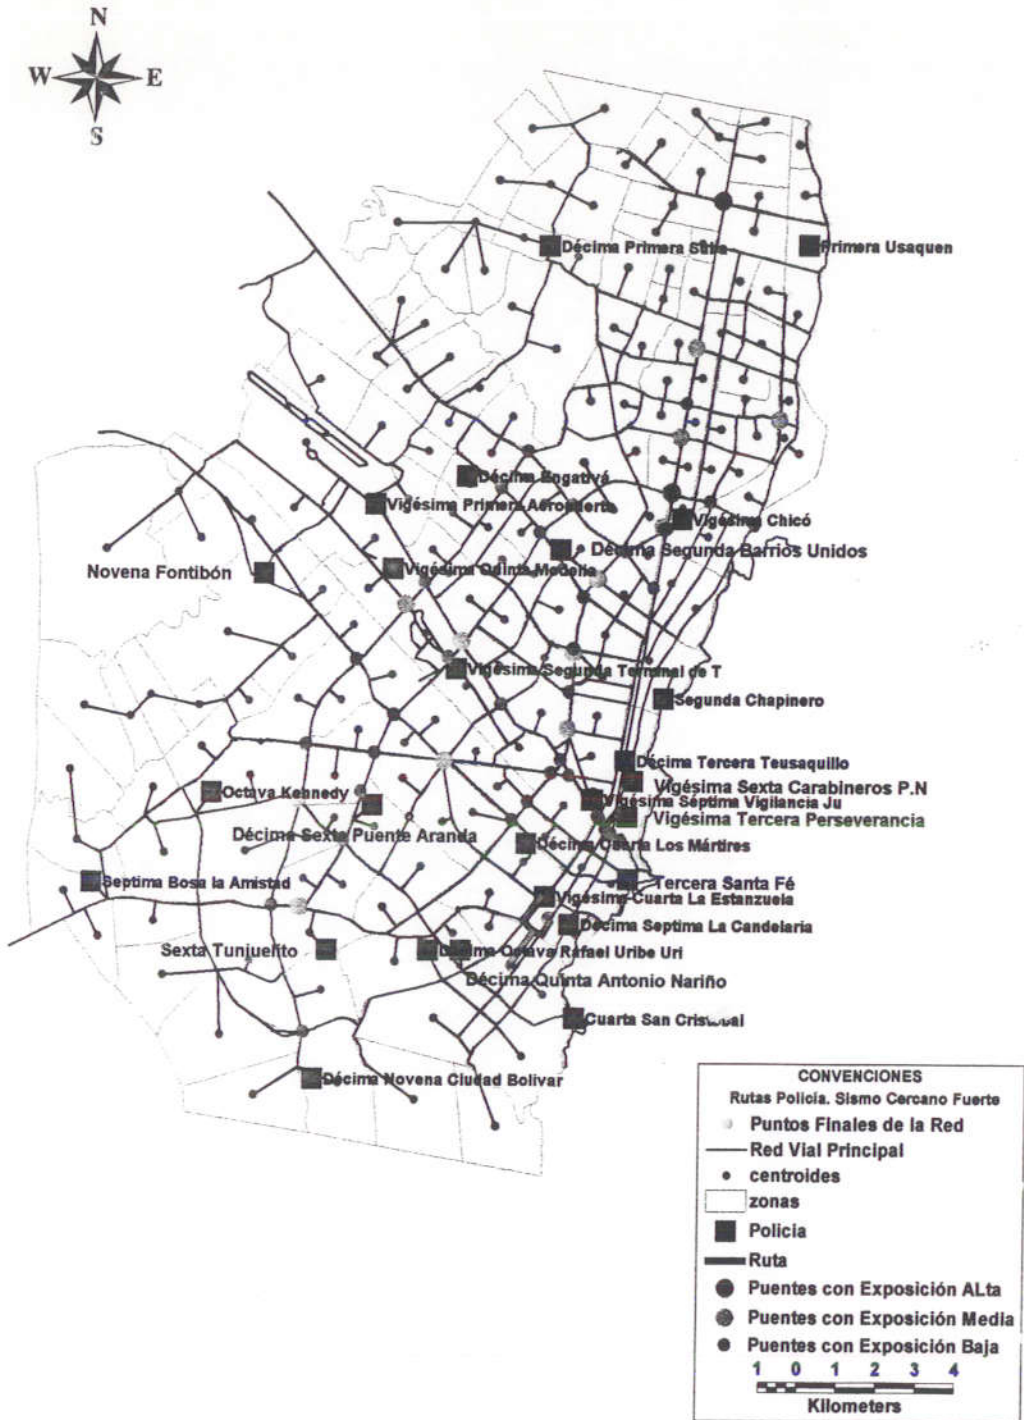 N
W E
S
Décima Primera Suba
Primera Usaquen
Décima Engativá
Vigésima Primera Aeropuerto
Vigésima Chicó
Décima Segunda Barrios Unidos
Novena Fontibón
Vigésima Quinta Modelia
Vigésima Segunda Terminal de T
Segunda Chapinero
Décima Tercera Teusaquillo
Vigésima Sexta Carabineros P.N
Octava Kennedy
Vigésima Séptima Vigilancia Ju
Vigésima Tercera Perseverancia
Décima Sexta Puente Aranda
Décima Cuarta Los Mártires
Septima Bosa la Amistad
Tercera Santa Fé
Vigésima Cuarta La Estanzuela
Décima Septima La Candelaria
Sexta Tunjuelito
Décima Octava Rafael Uribe Uri
Décima Quinta Antonio Nariño
Cuarta San Cristobal
Décima Novena Ciudad Bolivar
CONVENCIONES
Rutas Policia. Sismo Cercano Fuerte
Puntos Finales de la Red
Red Vial Principal
centroides
zonas
Policia
Ruta
Puentes con Exposición ALta
Puentes con Exposición Media
Puentes con Exposición Baja
1 0 1 2 3 4
Kilometers